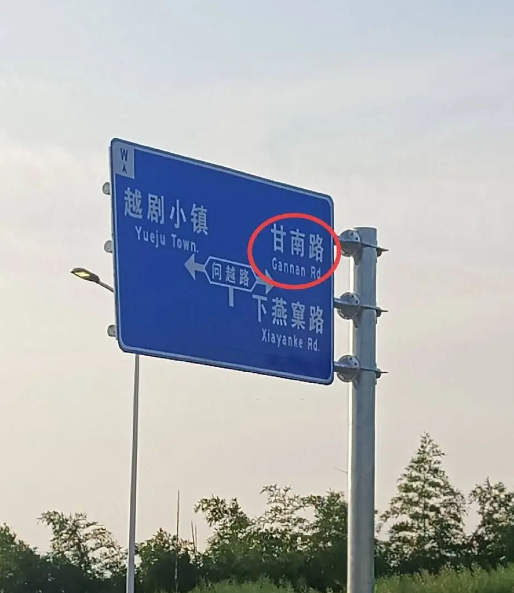 W
越剧小镇
Yueju Town.
甘南路
Gannan Rd
问越路
下燕窠路
Xiayanke Rd.